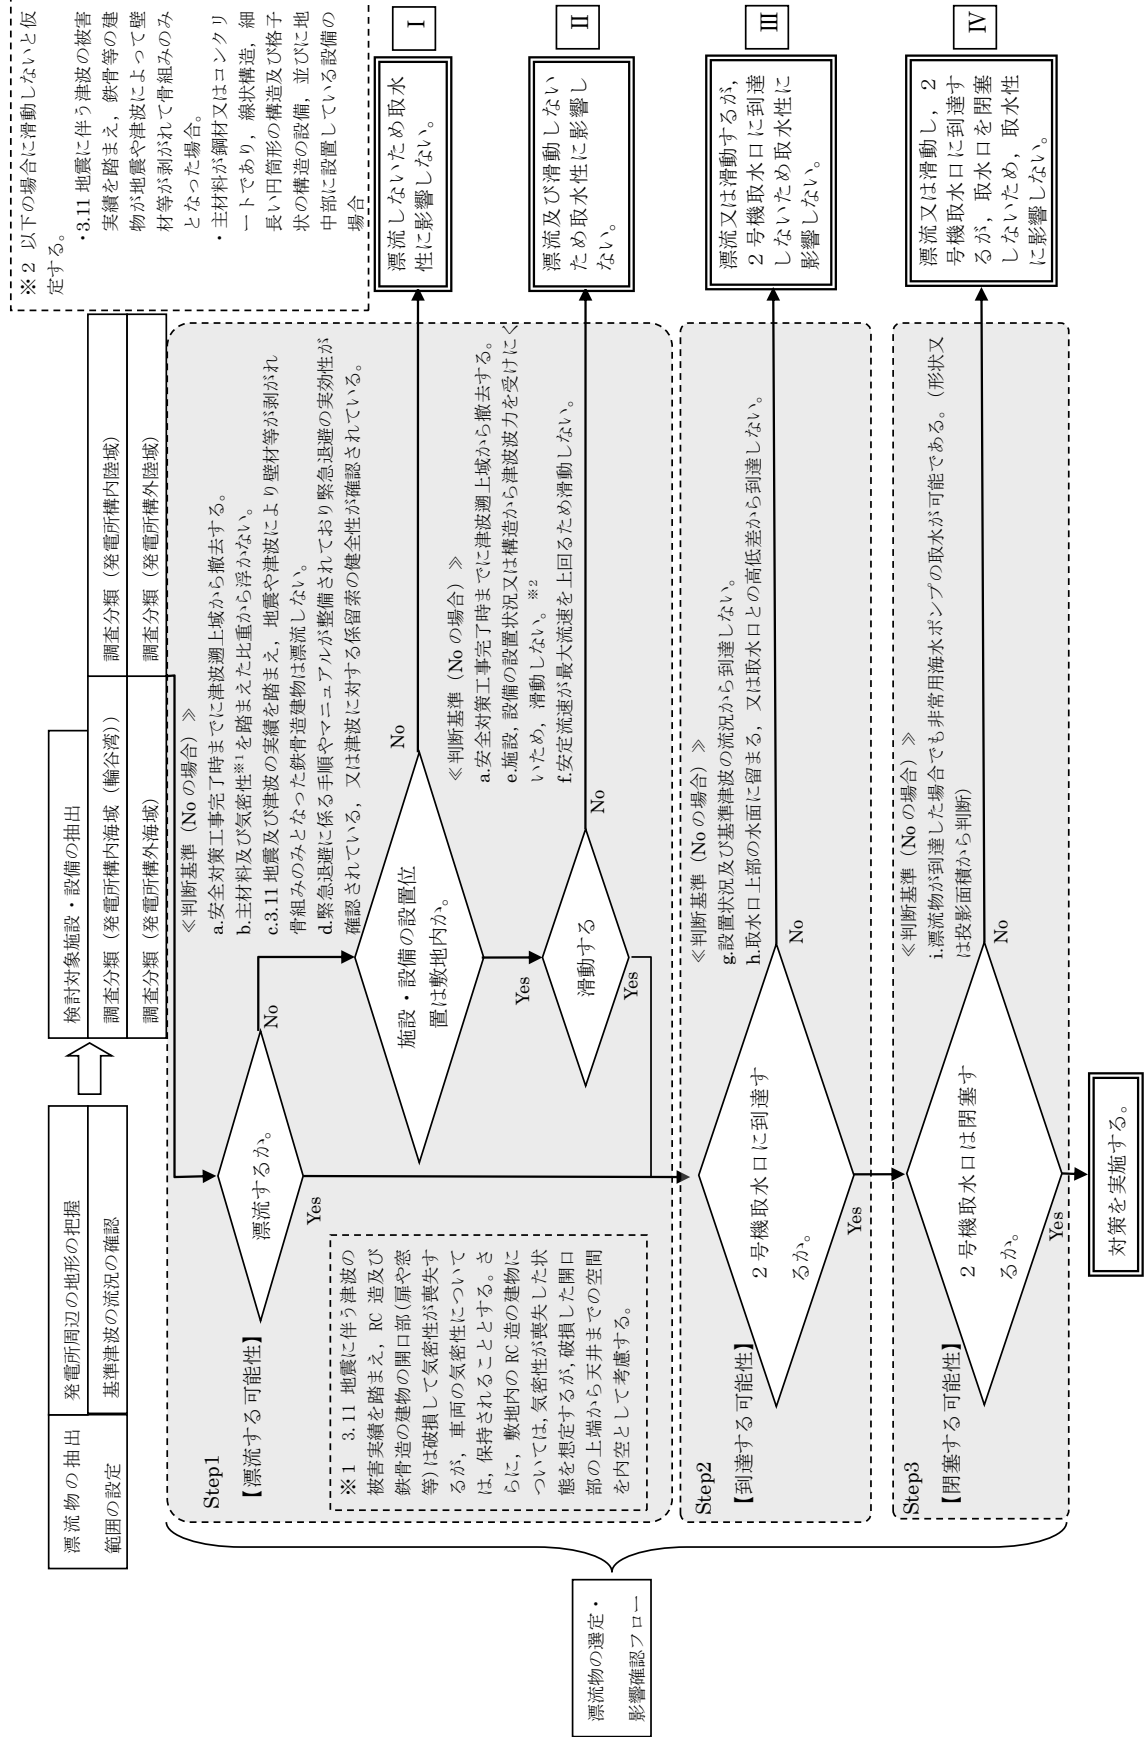 漂流物の抽出
範囲の設定
発電所周辺の地形の把握
基準津波の流況の確認
検討対象施設・設備の抽出
調査分類（発電所構内海域（輪谷湾））
調査分類（発電所構内陸域）
調査分類（発電所構外海域）
調査分類（発電所構外陸域）
※２ 以下の場合に滑動しないと仮
定する。
・3.11 地震に伴う津波の被害
実績を踏まえ，鉄骨等の建
物が地震や津波によって壁
材等が剥がれて骨組みのみ
となった場合。
・主材料が鋼材又はコンクリ
ートであり，線状構造，細
長い円筒形の構造及び格子
状の構造の設備，並びに地
中部に設置している設備の
場合
Step1
【漂流する可能性】
漂流するか。
Yes
No
≪判断基準（No の場合）≫
a.安全対策工事完了時までに津波遡上域から撤去する。
b.主材料及び気密性※1を踏まえた比重から浮かない。
c.3.11 地震及び津波の実績を踏まえ，地震や津波により壁材等が剥がれ
骨組みのみとなった鉄骨造建物は漂流しない。
d.緊急退避に係る手順やマニュアルが整備されており緊急退避の実効性が
確認されている，又は津波に対する係留索の健全性が確認されている。
※１　3.11 地震に伴う津波の
被害実績を踏まえ，RC 造及び
鉄骨造の建物の開口部(扉や窓
等)は破損して気密性が喪失す
るが，車両の気密性について
は，保持されることとする。さ
らに，敷地内の RC 造の建物に
ついては，気密性が喪失した状
態を想定するが，破損した開口
部の上端から天井までの空間
を内空として考慮する。
施設・設備の設置位
置は敷地内か。
No
Yes
漂流しないため取水
性に影響しない。
Ⅰ
≪判断基準（No の場合）≫
a.安全対策工事完了時までに津波遡上域から撤去する。
e.施設，設備の設置状況又は構造から津波波力を受けにく
いため，滑動しない。※2
f.安定流速が最大流速を上回るため滑動しない。
滑動する
No
Yes
漂流及び滑動しない
ため取水性に影響し
ない。
Ⅱ
Step2
【到達する可能性】
２号機取水口に到達す
るか。
Yes
No
≪判断基準（No の場合）≫
g.設置状況及び基準津波の流況から到達しない。
h.取水口上部の水面に留まる，又は取水口との高低差から到達しない。
漂流又は滑動するが，
２号機取水口に到達
しないため取水性に
影響しない。
Ⅲ
Step3
【閉塞する可能性】
２号機取水口は閉塞す
るか。
Yes
No
≪判断基準（No の場合）≫
i.漂流物が到達した場合でも非常用海水ポンプの取水が可能である。（形状又
は投影面積から判断）
漂流又は滑動し，２
号機取水口に到達す
るが，取水口を閉塞
しないため，取水性
に影響しない。
Ⅳ
対策を実施する。
漂流物の選定・
影響確認フロー